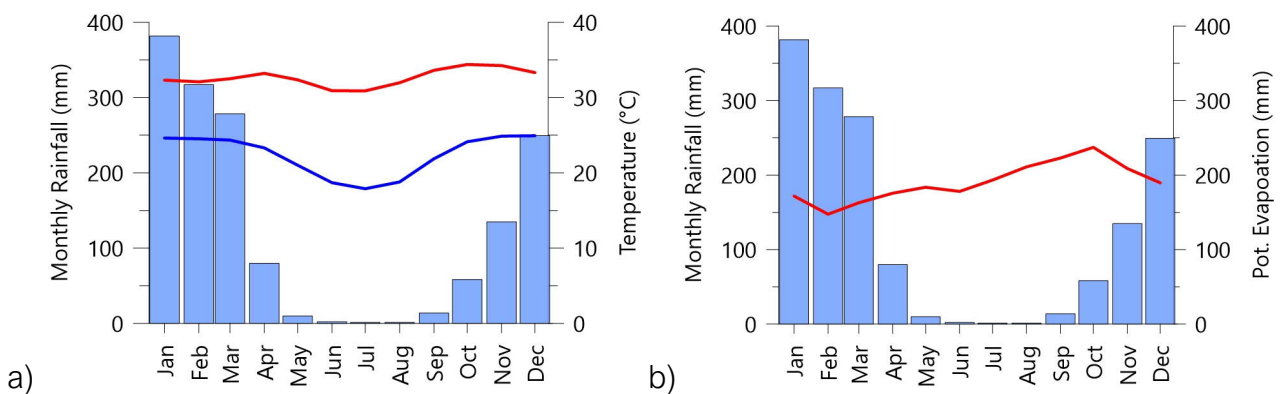 a)
Monthly Rainfall (mm)
400
300
200
100
0
Jan Feb Mar Apr May Jun Jul Aug Sep Oct Nov Dec
40
30
20
10
0
Temperature (°C)
b)
Monthly Rainfall (mm)
400
300
200
100
0
Jan Feb Mar Apr May Jun Jul Aug Sep Oct Nov Dec
400
300
200
100
0
Pot. Evapoation (mm)